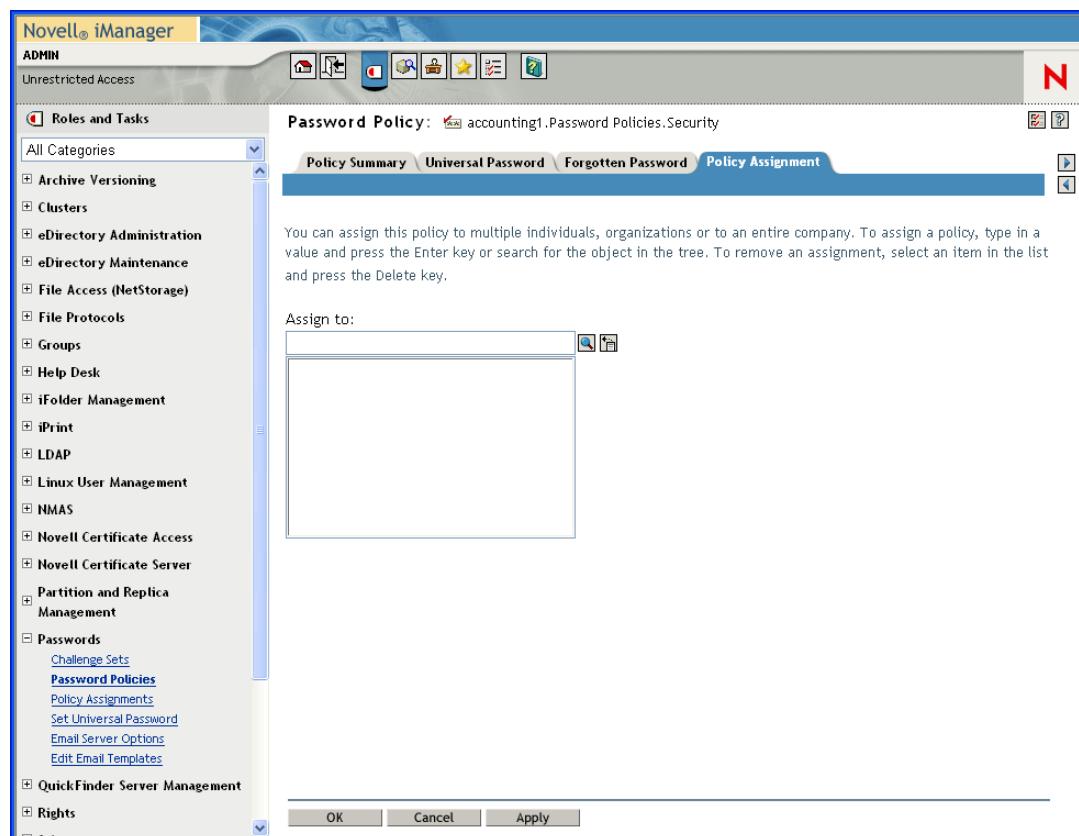 Novell® iManager
ADMIN
Unrestricted Access
N
Roles and Tasks
All Categories
Archive Versioning
Clusters
eDirectory Administration
eDirectory Maintenance
File Access (NetStorage)
File Protocols
Groups
Help Desk
iFolder Management
iPrint
LDAP
Linux User Management
NMAS
Novell Certificate Access
Novell Certificate Server
Partition and Replica
Management
Passwords
Challenge Sets
Password Policies
Policy Assignments
Set Universal Password
Email Server Options
Edit Email Templates
QuickFinder Server Management
Rights
Password Policy: accounting1.Password Policies.Security
Policy Summary
Universal Password
Forgotten Password
Policy Assignment
You can assign this policy to multiple individuals, organizations or to an entire company. To assign a policy, type in a
value and press the Enter key or search for the object in the tree. To remove an assignment, select an item in the list
and press the Delete key.
Assign to:
OK
Cancel
Apply